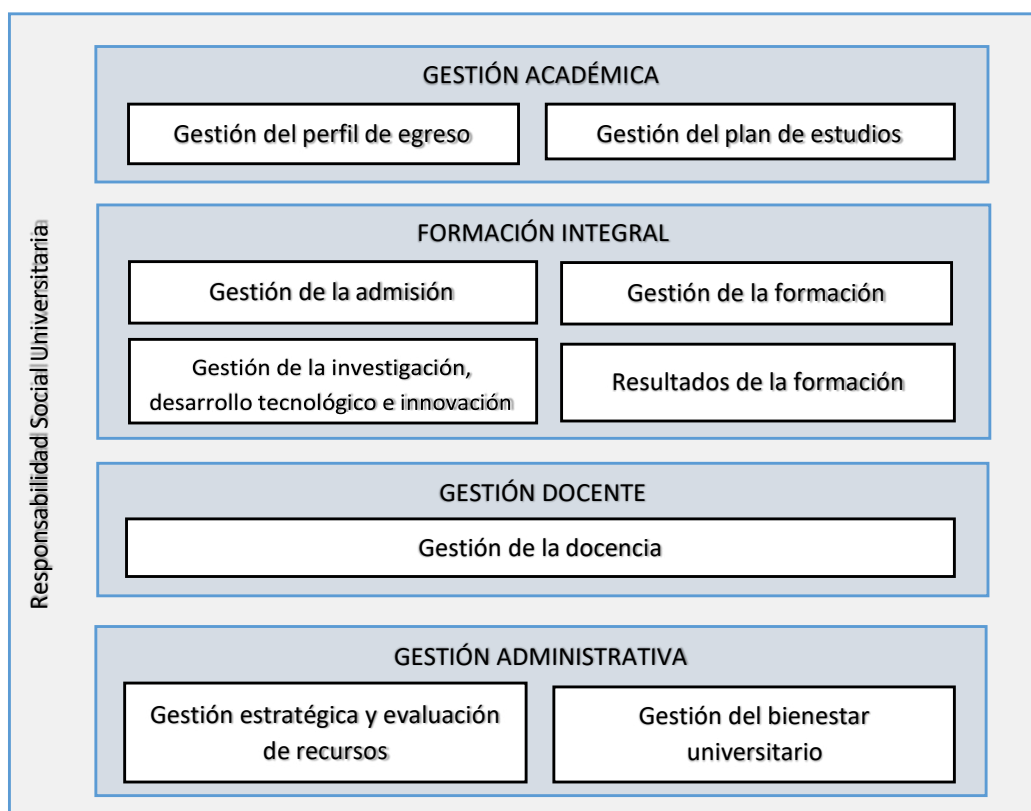 Responsabilidad Social Universitaria
GESTIÓN ACADÉMICA
Gestión del perfil de egreso
Gestión del plan de estudios
FORMACIÓN INTEGRAL
Gestión de la admisión
Gestión de la formación
Gestión de la investigación,
desarrollo tecnológico e innovación
Resultados de la formación
GESTIÓN DOCENTE
Gestión de la docencia
GESTIÓN ADMINISTRATIVA
Gestión estratégica y evaluación
de recursos
Gestión del bienestar
universitario